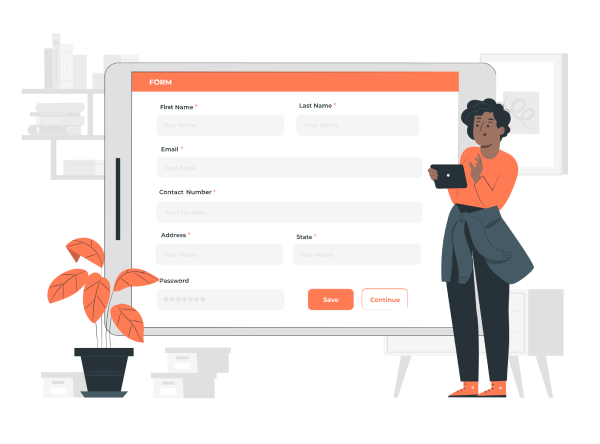 FORM
First Name * Last Name *
Your Name Your Name
Email *
Your Email
Contact Number *
Your Number
Address * State *
Your Name Your Name
Password
*******
Save Continue